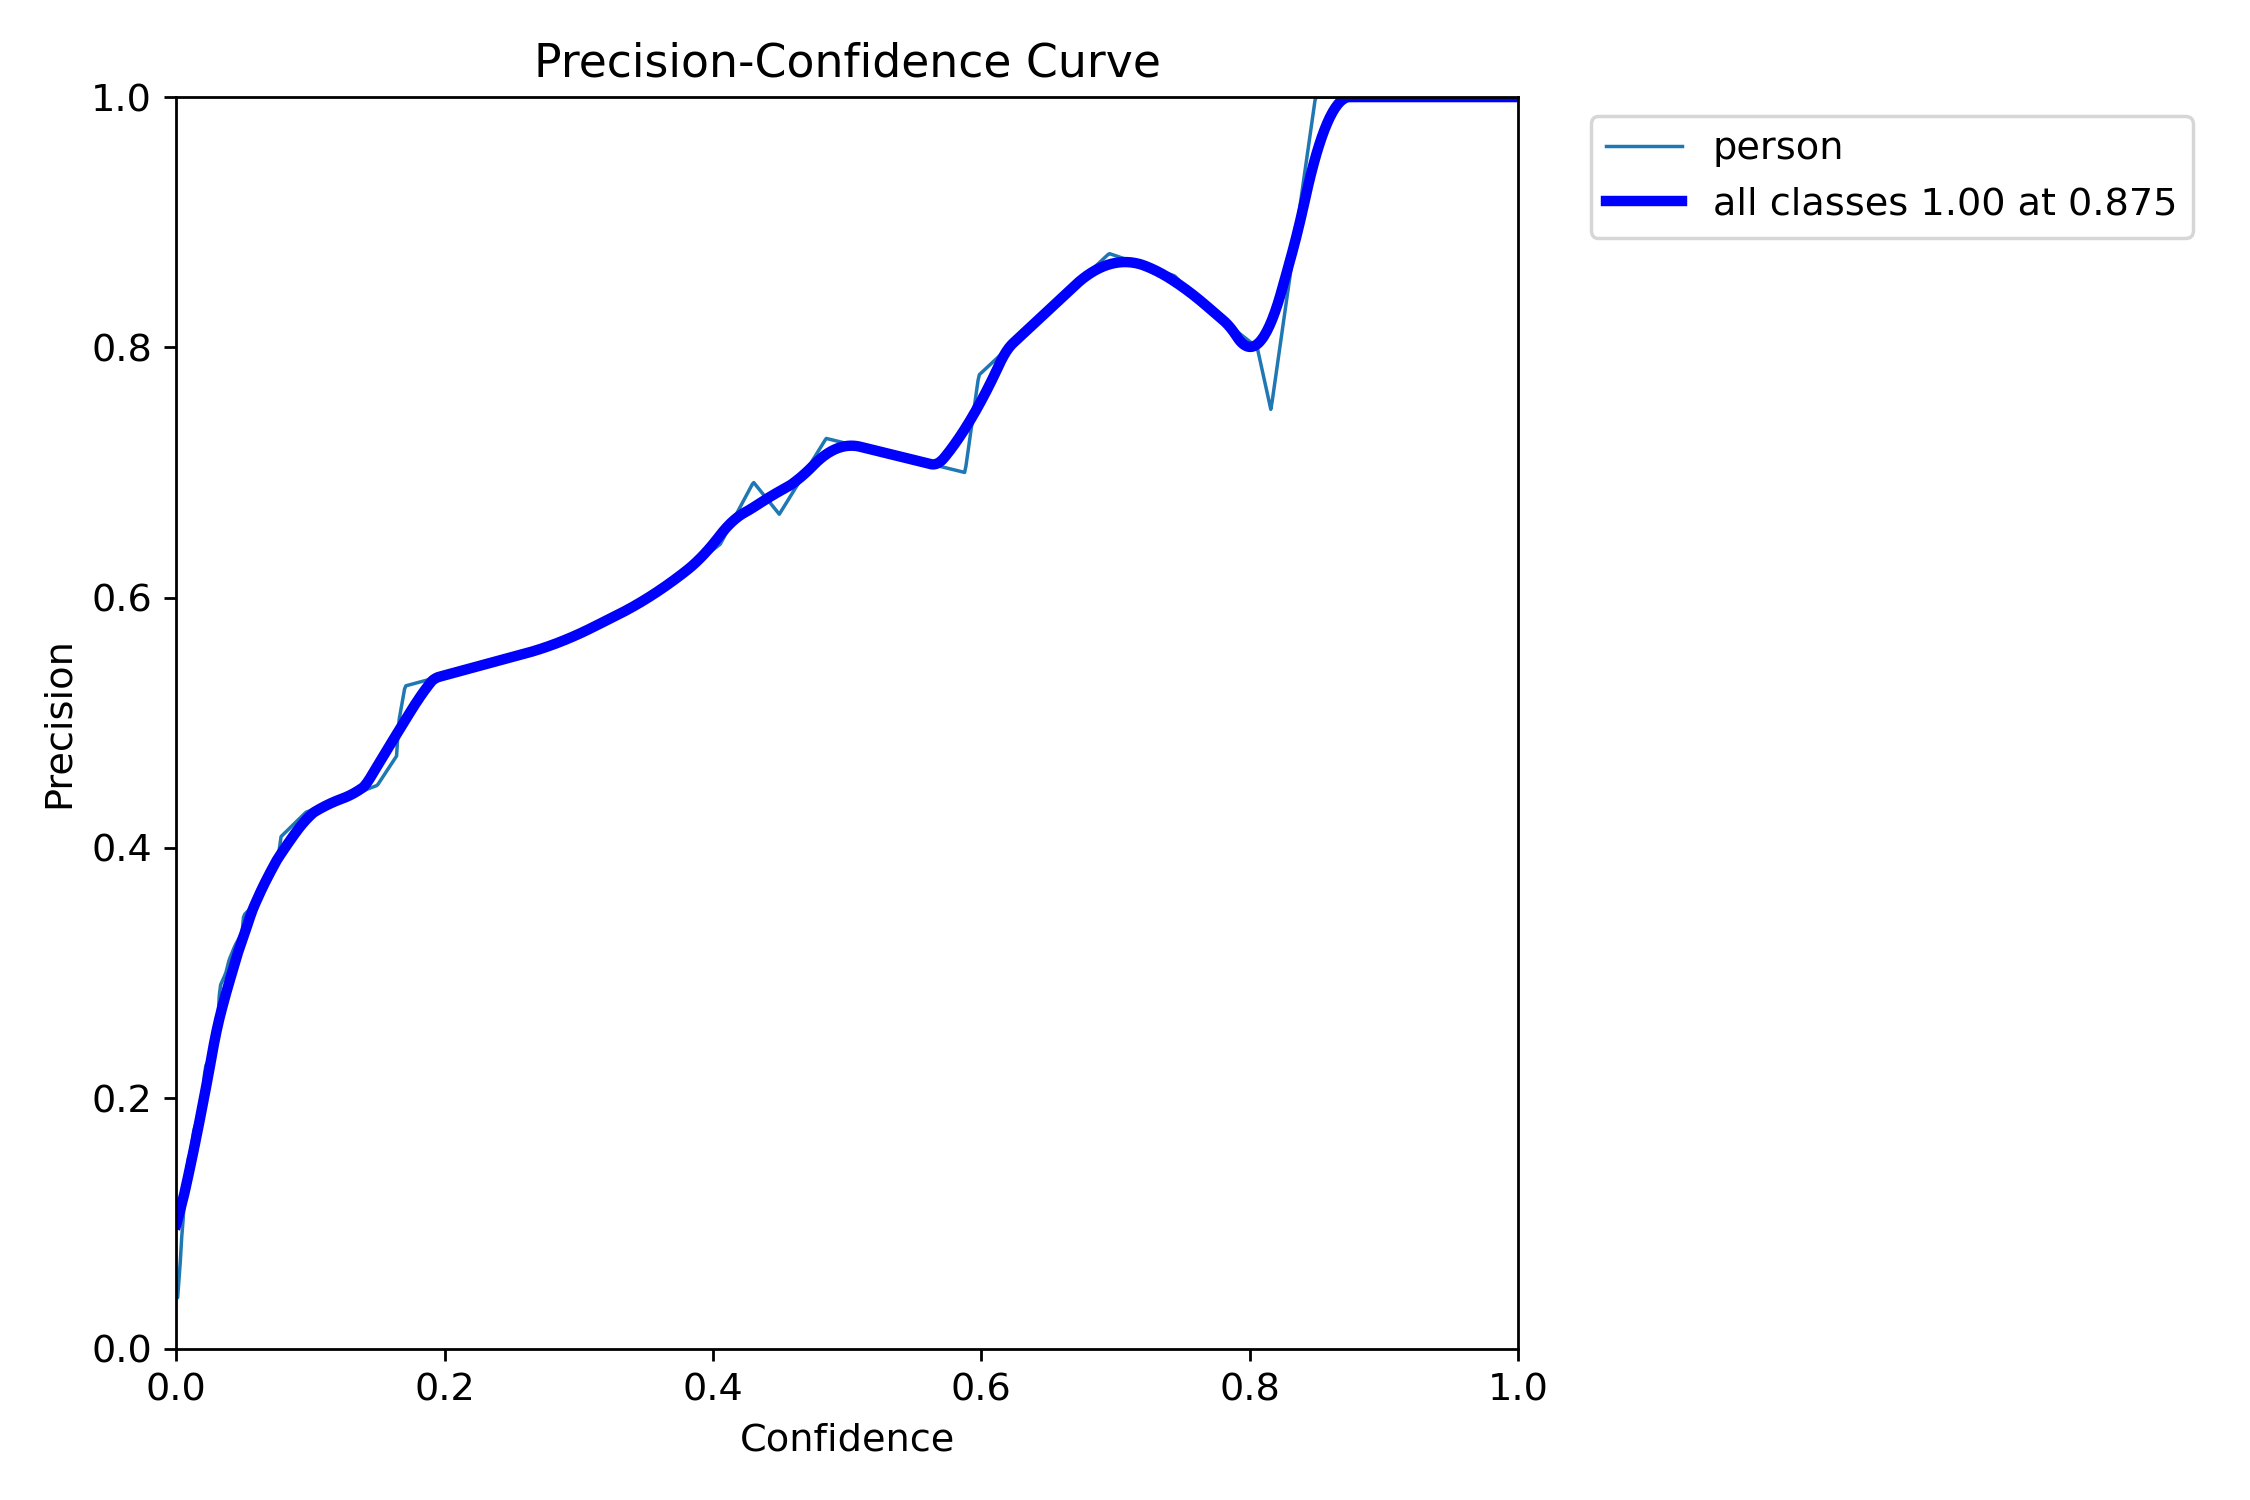 Precision-Confidence Curve
1.0
0.8
0.6
0.4
0.2
0.0
Precision
0.0 0.2 0.4 0.6 0.8 1.0
Confidence
person
all classes 1.00 at 0.875